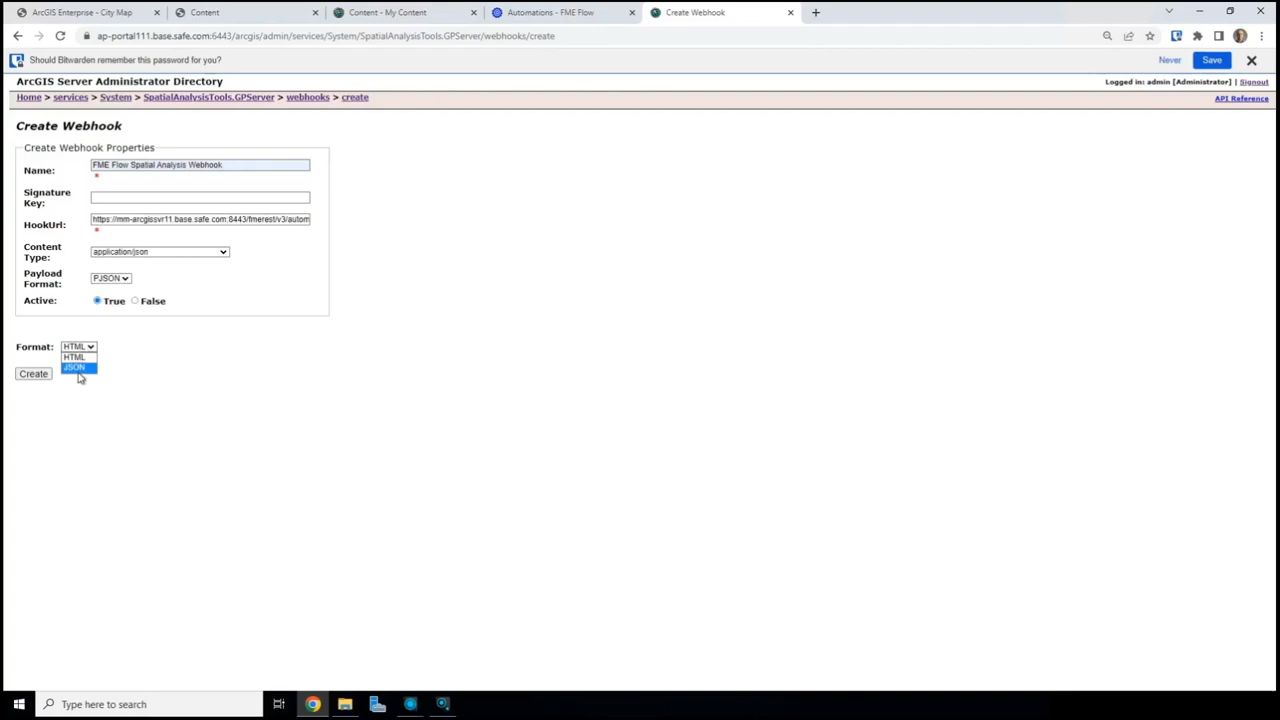 ArcGIS Enterprise - City Map
Content
Content - My Content
Automations - FME Flow
Create Webhook
ap-portal111.base.safe.com:6443/arcgis/admin/services/System/SpatialAnalysisTools.GPServer/webhooks/create
Should Bitwarden remember this password for you?
Never
Save
ArcGIS Server Administrator Directory
Logged in: admin [Administrator] | Signout
Home > services > System > SpatialAnalysisTools.GPServer > webhooks > create
API Reference
Create Webhook
Create Webhook Properties
Name:
FME Flow Spatial Analysis Webhook
*
Signature
Key:
HookUrl:
https://mm-arcgissvr11.base.safe.com:8443/fmerest/v3/autom
*
Content
Type:
application/json
Payload
Format:
PJSON
Active:
True
False
Format:
HTML
HTML
JSON
Create
Type here to search